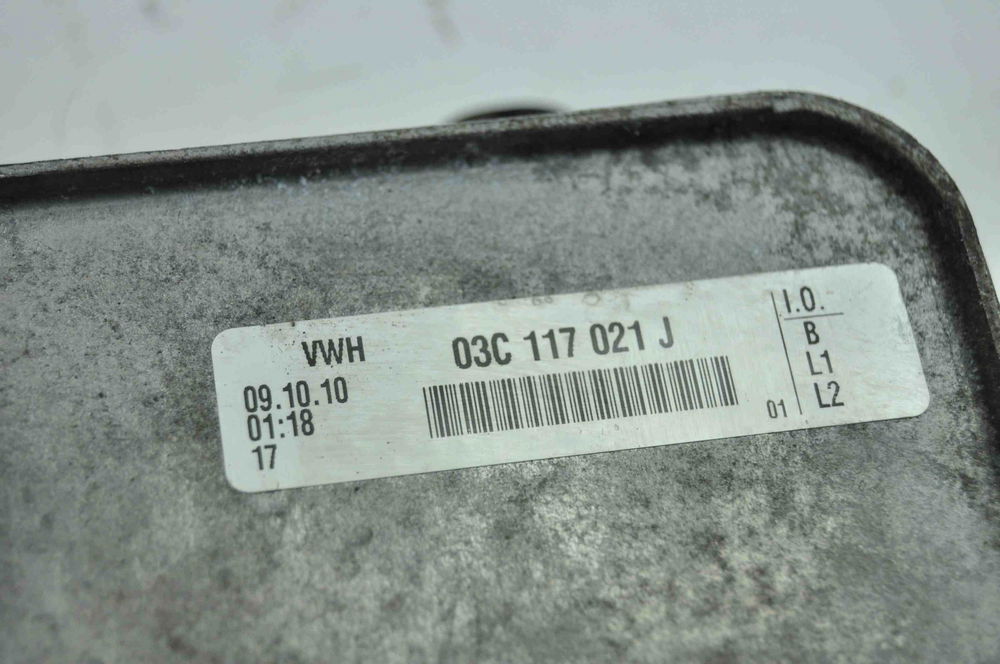 VWH 03C 117 021 J
09.10.10
01:18
17
01
I.O.
B
L1
L2